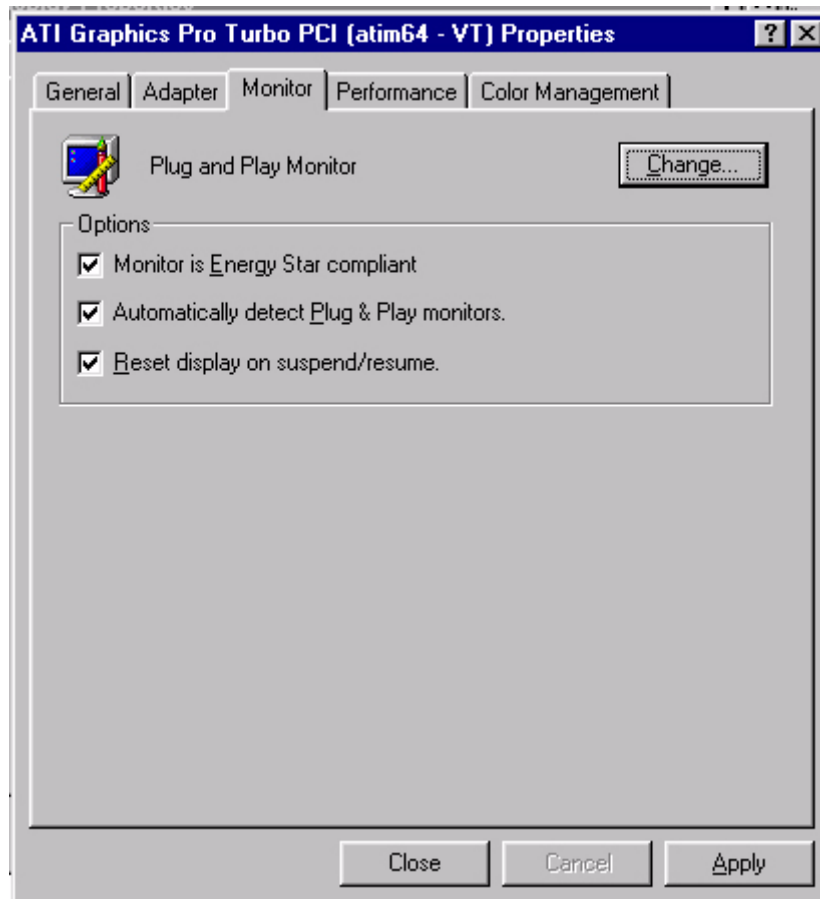 ATI Graphics Pro Turbo PCI (atim64 - VT) Properties
General Adapter Monitor Performance Color Management
Plug and Play Monitor Change...
Options
Monitor is Energy Star compliant
Automatically detect Plug & Play monitors.
Reset display on suspend/resume.
Close Cancel Apply